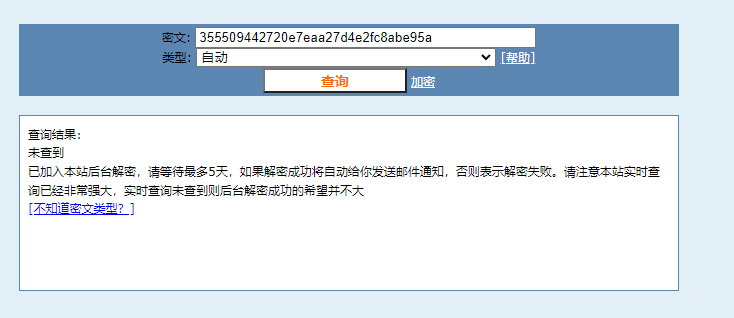 密文: 355509442720e7eaa27d4e2fc8abe95a
类型: 自动 [帮助]
查询 加密
查询结果:
未查到
已加入本站后台解密，请等待最多5天，如果解密成功将自动给你发送邮件通知，否则表示解密失败。请注意本站实时查
询已经非常强大，实时查询未查到则后台解密成功的希望并不大
[不知道密文类型？]